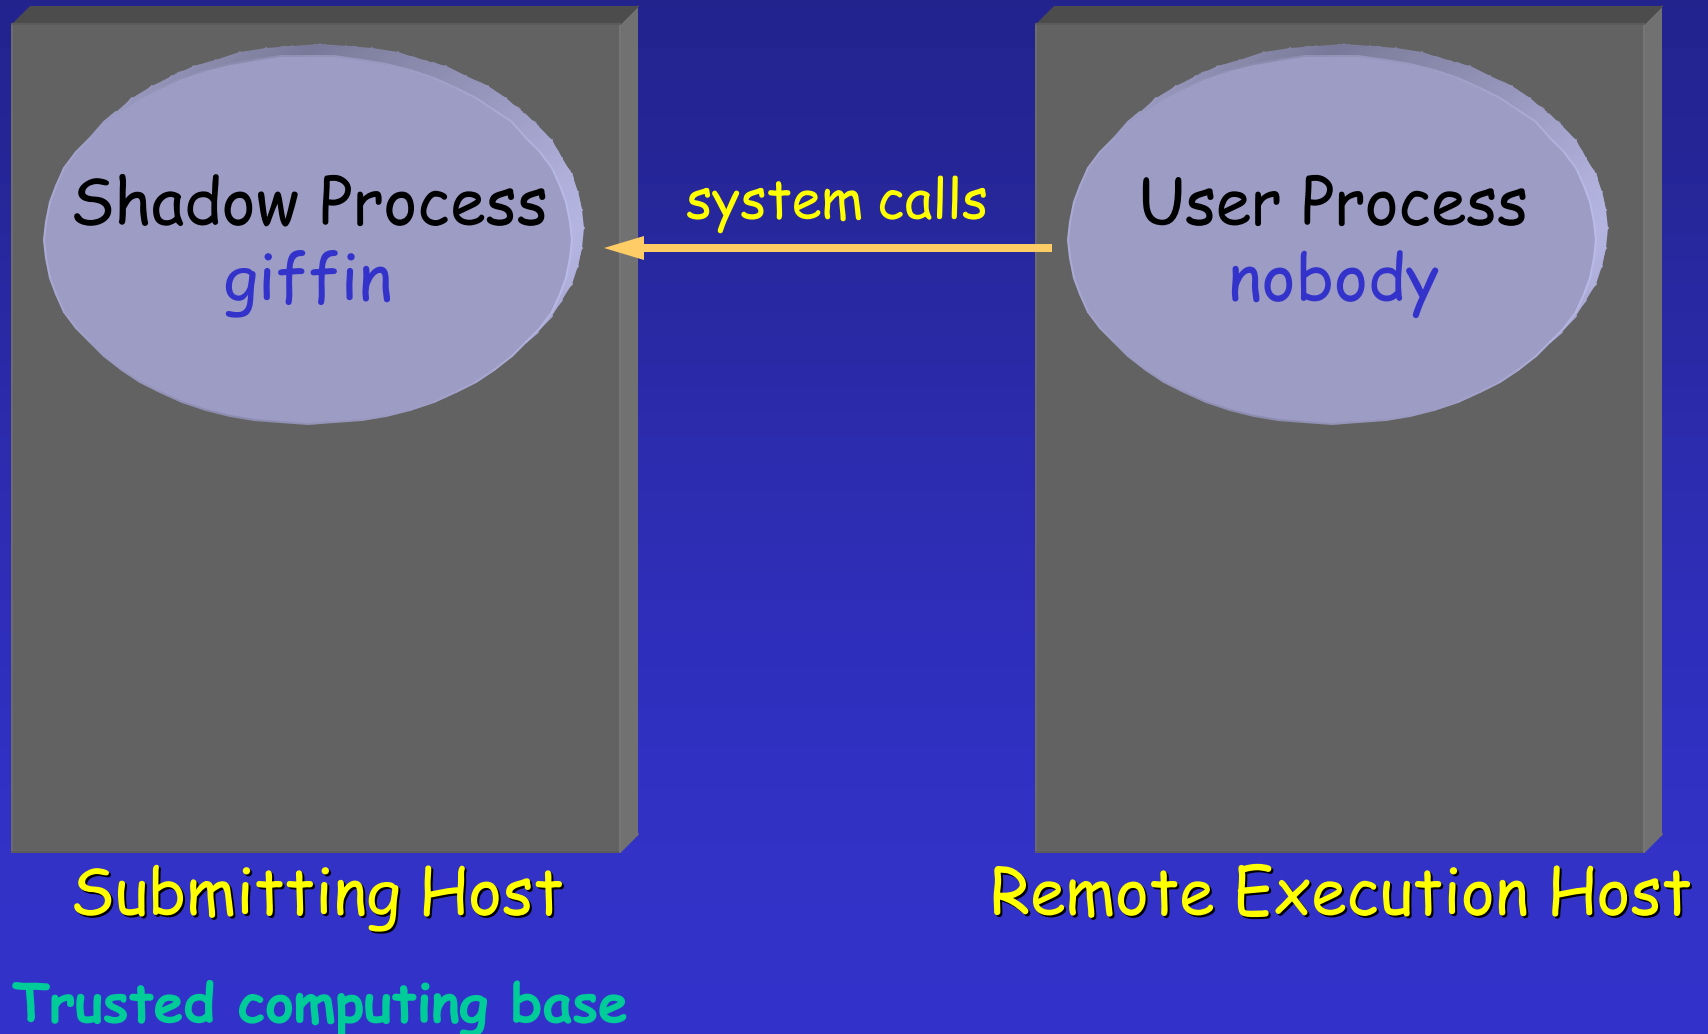 Shadow Process
giffin
system calls
User Process
nobody
Submitting Host
Remote Execution Host
Trusted computing base